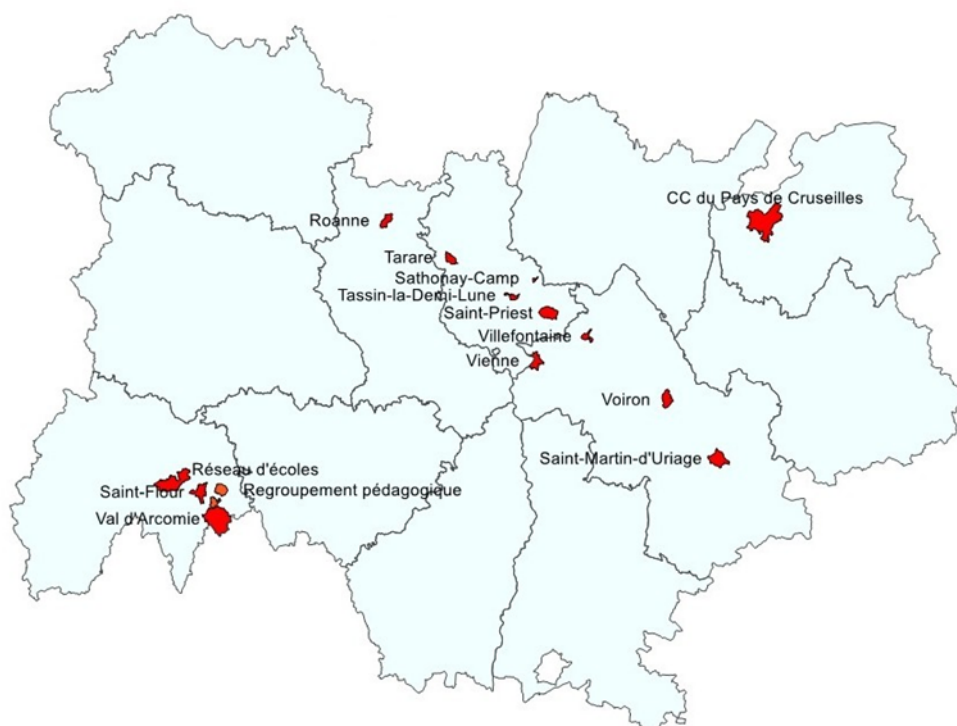 CC du Pays de Cruseilles
Roanne
Tarare
Sathonay-Camp
Tassin-la-Demi-Lune
Saint-Priest
Villefontaine
Vienne
Voiron
Saint-Martin-d'Uriage
Réseau d'écoles
Saint-Flour
Regroupement pédagogique
Val d'Arcomie